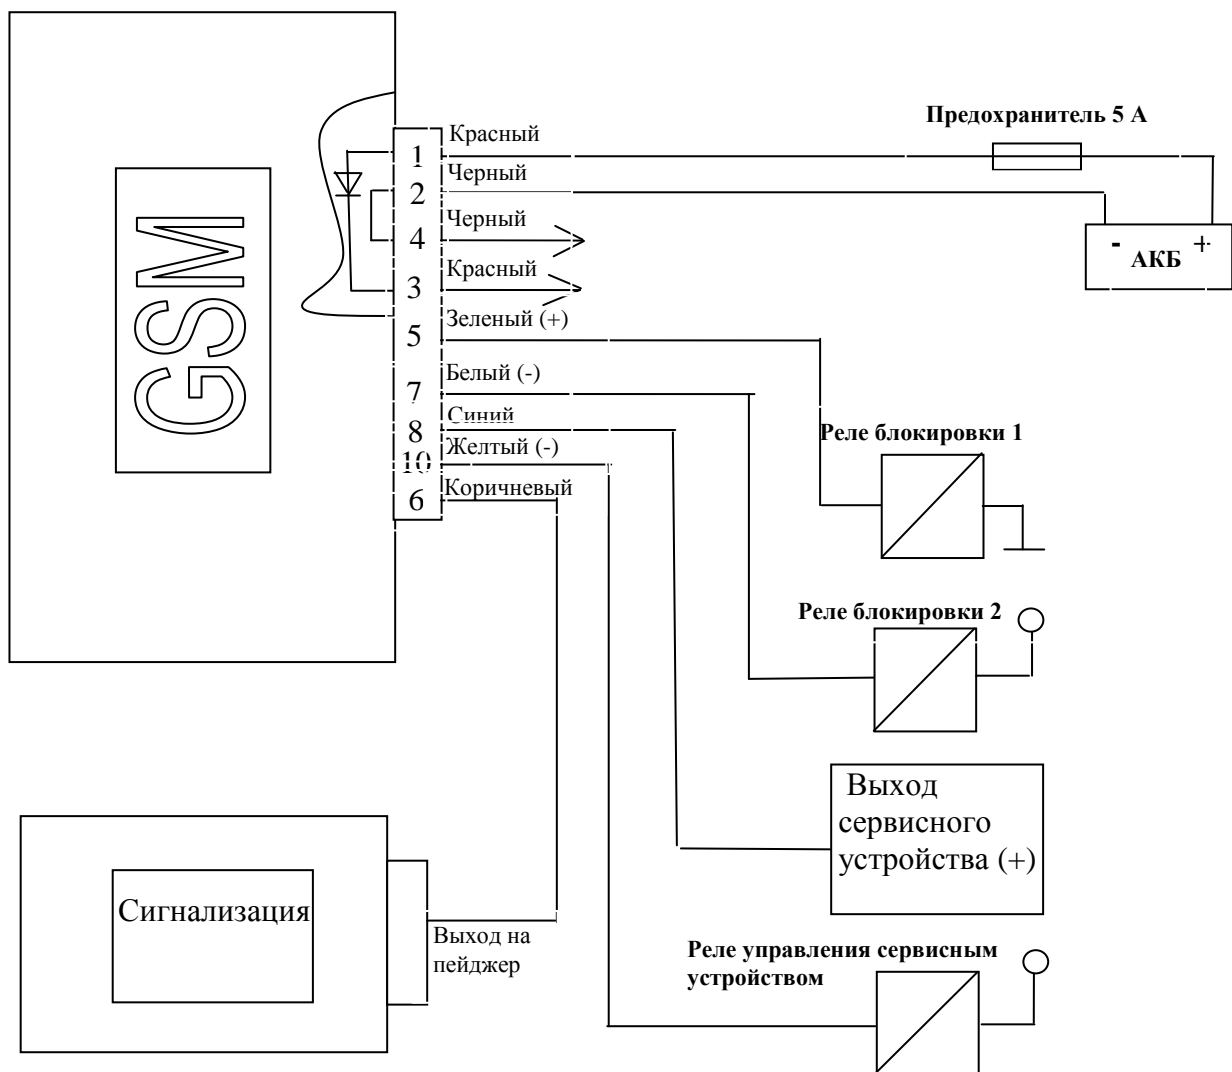 Предохранитель 5 А
Красный
1
Черный
2
Черный
4
- +
АКБ
Красный
3
Зеленый (+)
5
Белый (-)
7
Синий
8
Желтый (-)
10
Коричневый
6
GSM
Реле блокировки 1
Реле блокировки 2
Выход
сервисного
устройства (+)
Сигнализация
Выход на
пейджер
Реле управления сервисным
устройством